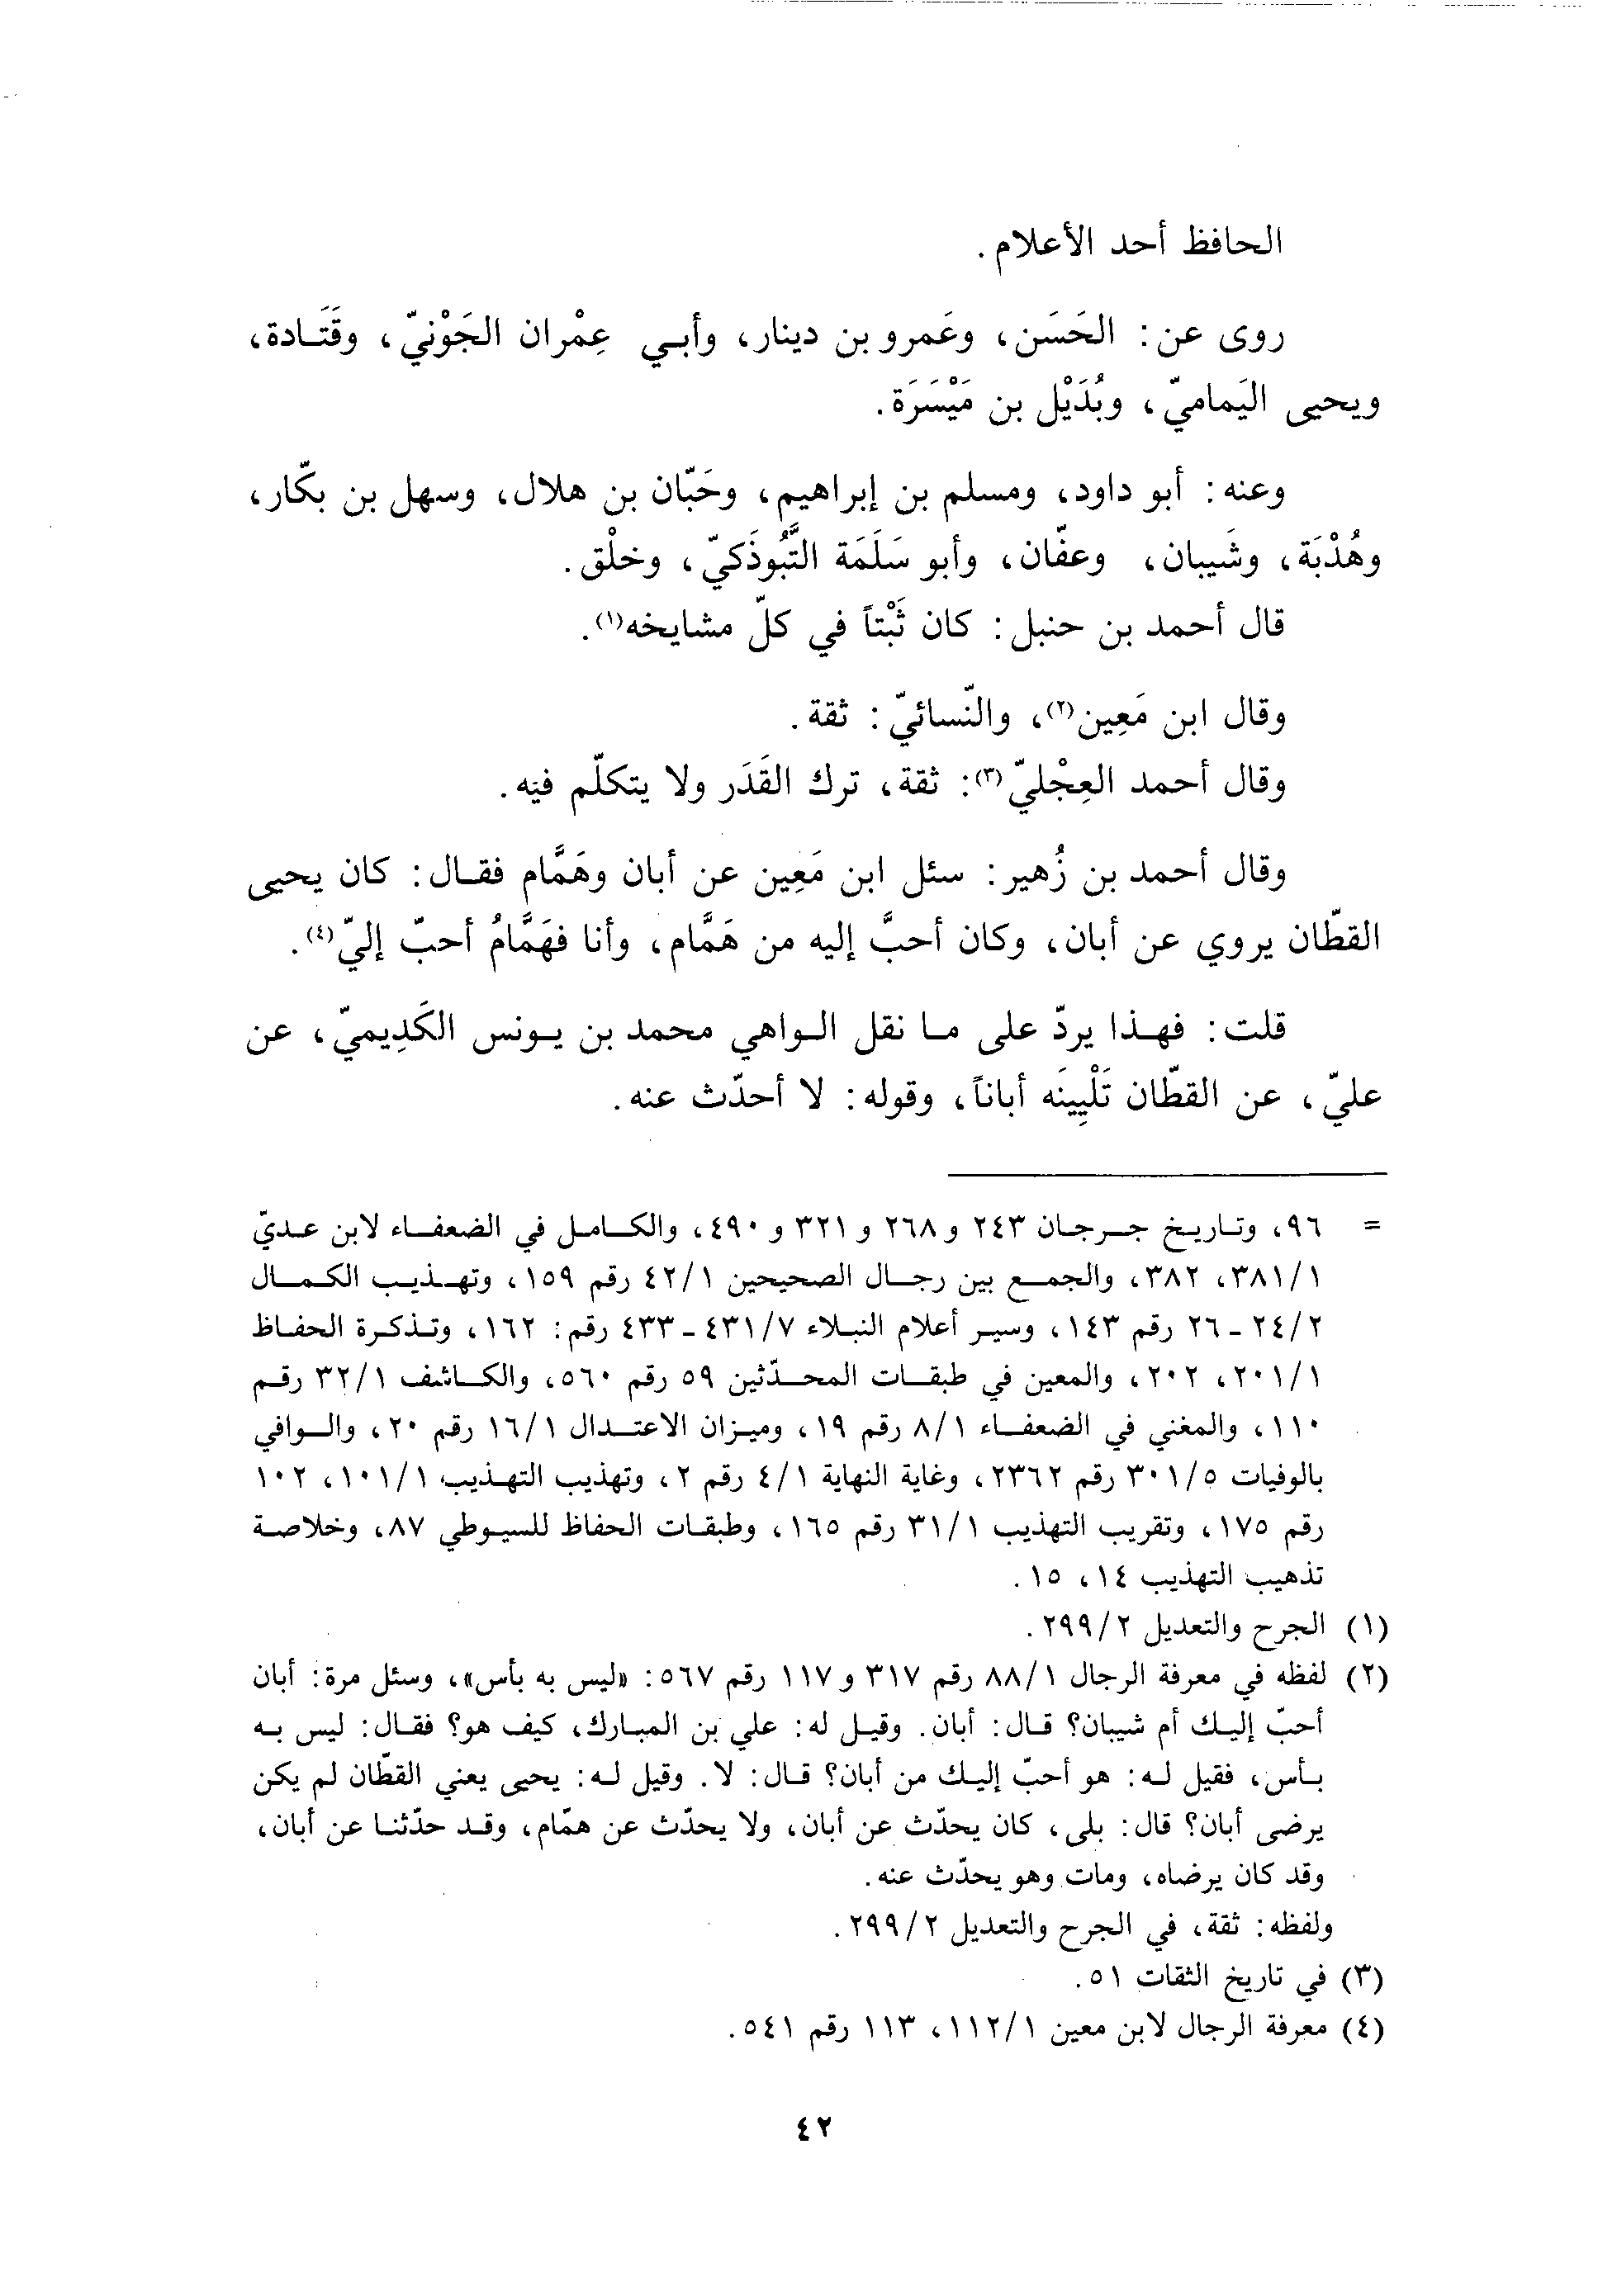 الحافظ أحد الأعلام.
روى عن: الحَسَن، وعَمرو بن دينار، وأبي عِمْران الجَوْنيّ، وقَتَادة،
ويحيى اليَماميّ، وبُدَيْل بن مَيْسَرَة.
وعنه: أبو داود، ومسلم بن إبراهيم، وحَبّان بن هلال، وسهل بن بكّار،
وهُدْبَة، وشَيبان، وعفّان، وأبو سَلَمَة التَّبُوذَكيّ، وخلْق.
قال أحمد بن حنبل: كان ثَبْتاً في كلّ مشايخه(١).
وقال ابن مَعِين(٢)، والنّسائيّ: ثقة.
وقال أحمد العِجْليّ(٣): ثقة، ترك القَدَر ولا يتكلّم فيه.
وقال أحمد بن زُهير: سئل ابن مَعِين عن أبان وهَمَّام فقال: كان يحيى
القطّان يروي عن أبان، وكان أحبَّ إليه من هَمَّام، وأنا فهَمَّامُ أحبّ إليّ(٤).
قلت: فهذا يردّ على ما نقل الواهي محمد بن يونس الكَدِيميّ، عن
عليّ، عن القطّان تَلْيِينَه أباناً، وقوله: لا أحدّث عنه.
= ٩٦، وتاريخ جرجان ٢٤٣ و ٢٦٨ و ٣٢١ و ٤٩٠، والكامل في الضعفاء لابن عديّ
٣٨١/١، ٣٨٢، والجمع بين رجال الصحيحين ٤٢/١ رقم ١٥٩، وتهذيب الكمال
٢٤/٢ - ٢٦ رقم ١٤٣، وسير أعلام النبلاء ٤٣١/٧ - ٤٣٣ رقم: ١٦٢، وتذكرة الحفاظ
٢٠١/١، ٢٠٢، والمعين في طبقات المحدّثين ٥٩ رقم ٥٦٠، والكاشف ٣٢/١ رقم
١١٠، والمغني في الضعفاء ٨/١ رقم ١٩، وميزان الاعتدال ١٦/١ رقم ٢٠، والوافي
بالوفيات ٣٠١/٥ رقم ٢٣٦٢، وغاية النهاية ٤/١ رقم ٢، وتهذيب التهذيب ١٠١/١، ١٠٢
رقم ١٧٥، وتقريب التهذيب ٣١/١ رقم ١٦٥، وطبقات الحفاظ للسيوطي ٨٧، وخلاصة
تذهيب التهذيب ١٤، ١٥.
(١) الجرح والتعديل ٢٩٩/٢.
(٢) لفظه في معرفة الرجال ٨٨/١ رقم ٣١٧ و ١١٧ رقم ٥٦٧: «ليس به بأس»، وسئل مرة: أبان
أحبّ إليك أم شيبان؟ قال: أبان. وقيل له: علي بن المبارك، كيف هو؟ فقال: ليس به
بأس، فقيل له: هو أحبّ إليك من أبان؟ قال: لا. وقيل له: يحيى يعني القطّان لم يكن
يرضى أبان؟ قال: بلى، كان يحدّث عن أبان، ولا يحدّث عن همّام، وقد حدّثنا عن أبان،
وقد كان يرضاه، ومات وهو يحدّث عنه.
ولفظه: ثقة، في الجرح والتعديل ٢٩٩/٢.
(٣) في تاريخ الثقات ٥١.
(٤) معرفة الرجال لابن معين ١١٢/١، ١١٣ رقم ٥٤١.
٤٢